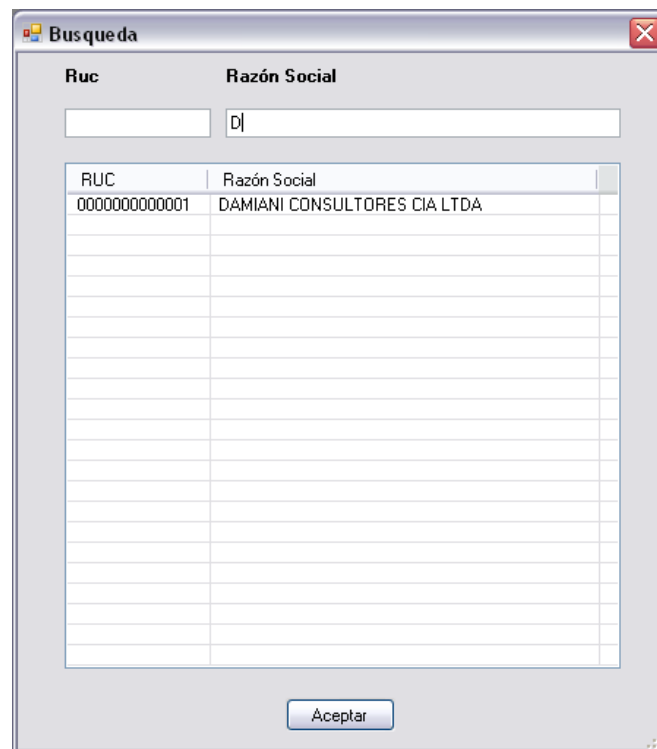 Busqueda
Ruc Razón Social
D
RUC Razón Social
0000000000001 DAMIANI CONSULTORES CIA LTDA
Aceptar